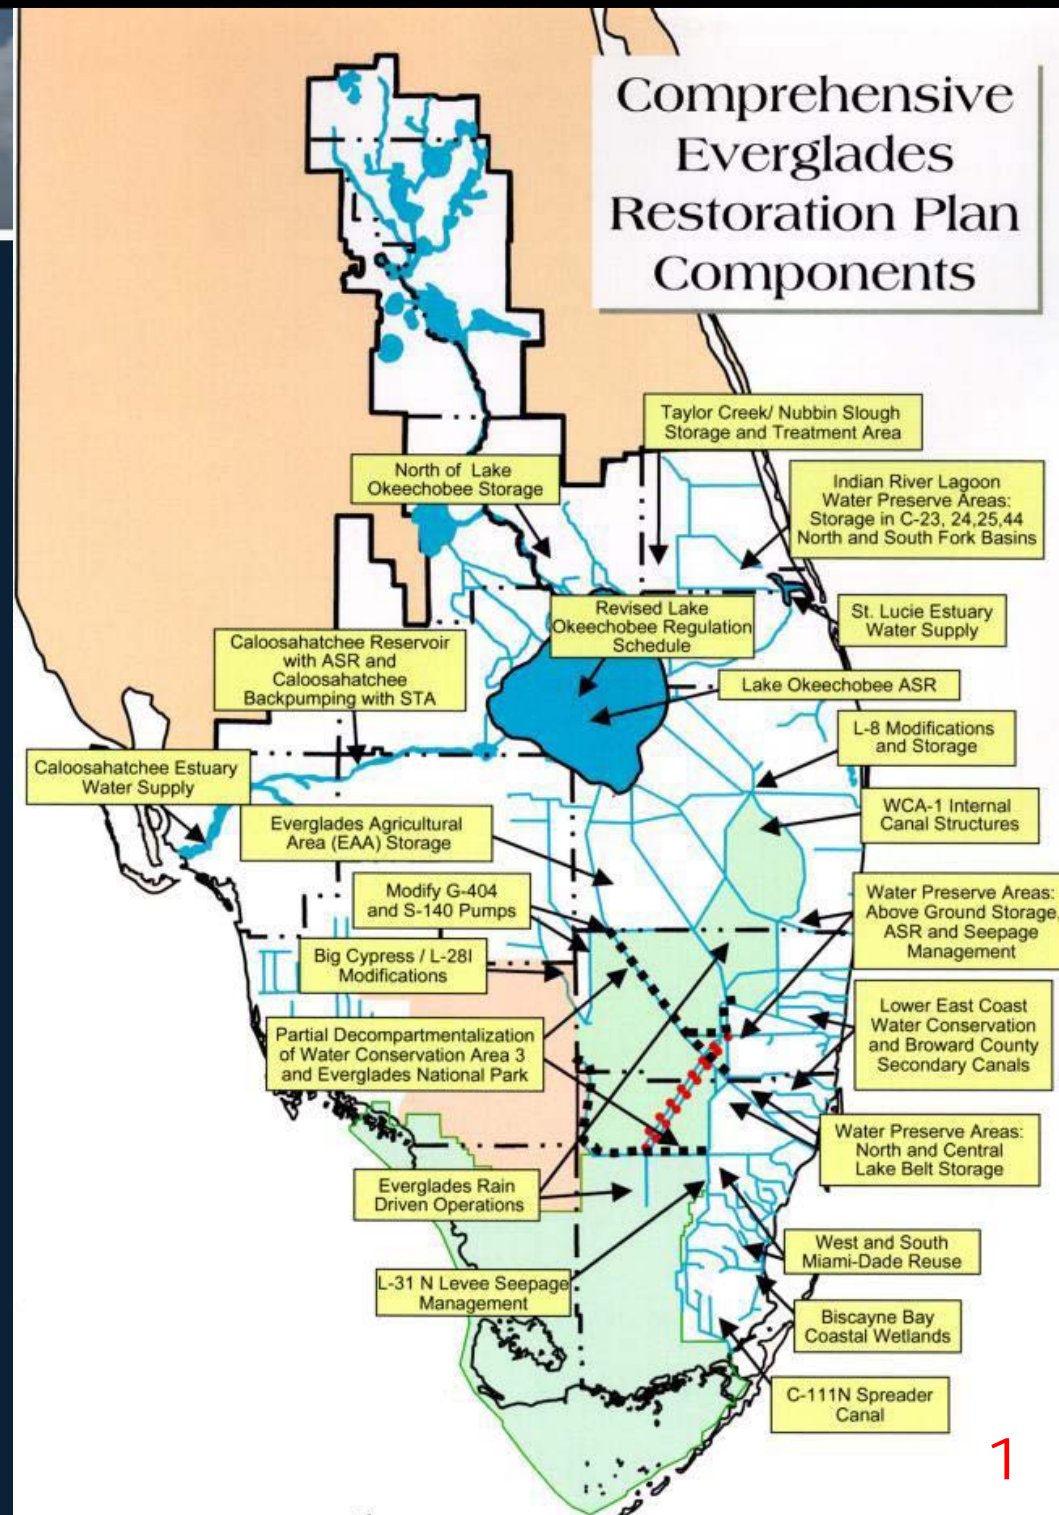 Comprehensive
Everglades
Restoration Plan
Components
Taylor Creek/ Nubbin Slough
Storage and Treatment Area
North of Lake
Okeechobee Storage
Indian River Lagoon
Water Preserve Areas:
Storage in C-23, 24,25,44
North and South Fork Basins
Revised Lake
Okeechobee Regulation
Schedule
St. Lucie Estuary
Water Supply
Caloosahatchee Reservoir
with ASR and
Caloosahatchee
Backpumping with STA
Lake Okeechobee ASR
L-8 Modifications
and Storage
Caloosahatchee Estuary
Water Supply
WCA-1 Internal
Canal Structures
Everglades Agricultural
Area (EAA) Storage
Modify G-404
and S-140 Pumps
Water Preserve Areas:
Above Ground Storage,
ASR and Seepage
Management
Big Cypress / L-28I
Modifications
Lower East Coast
Water Conservation
and Broward County
Secondary Canals
Partial Decompartmentalization
of Water Conservation Area 3
and Everglades National Park
Water Preserve Areas:
North and Central
Lake Belt Storage
Everglades Rain
Driven Operations
West and South
Miami-Dade Reuse
L-31 N Levee Seepage
Management
Biscayne Bay
Coastal Wetlands
C-111N Spreader
Canal
1